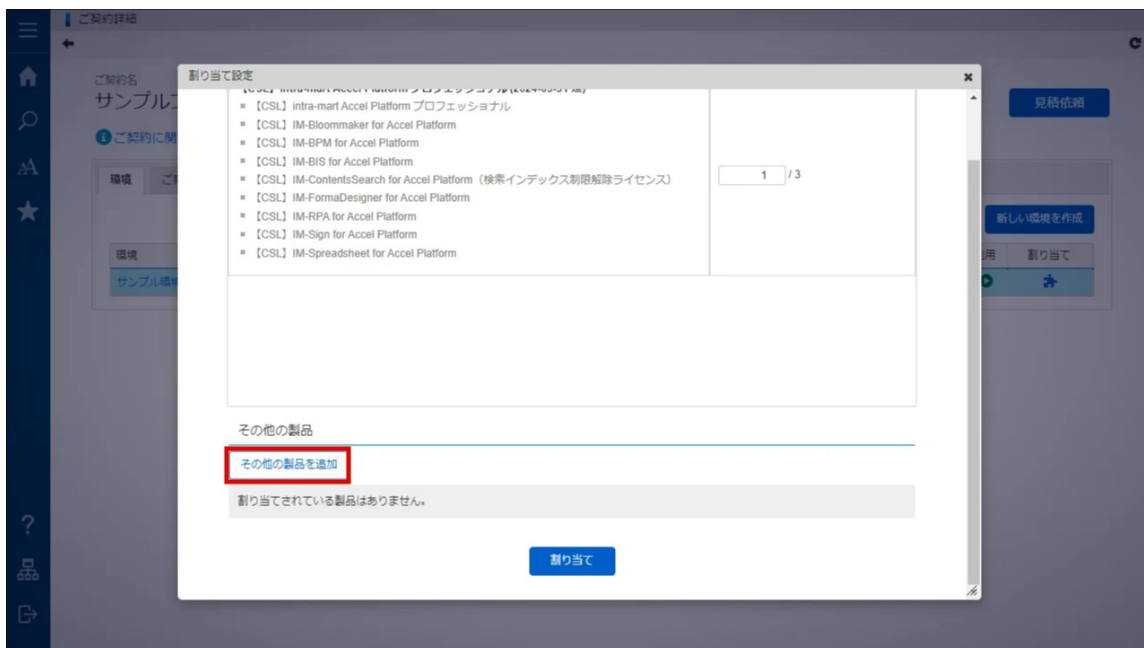 ご契約詳細
ご契約名
サンプル
ご契約に関
見積依頼
環境
新しい環境を作成
環境
用
割り当て
サンプル環境
割り当て設定
【CSL】intra-mart Accel Platform プロフェッショナル
【CSL】IM-Bloommaker for Accel Platform
【CSL】IM-BPM for Accel Platform
【CSL】IM-BIS for Accel Platform
【CSL】IM-ContentsSearch for Accel Platform（検索インデックス制限解除ライセンス）
1 / 3
【CSL】IM-FormaDesigner for Accel Platform
【CSL】IM-RPA for Accel Platform
【CSL】IM-Sign for Accel Platform
【CSL】IM-Spreadsheet for Accel Platform
その他の製品
その他の製品を追加
割り当てされている製品はありません。
割り当て